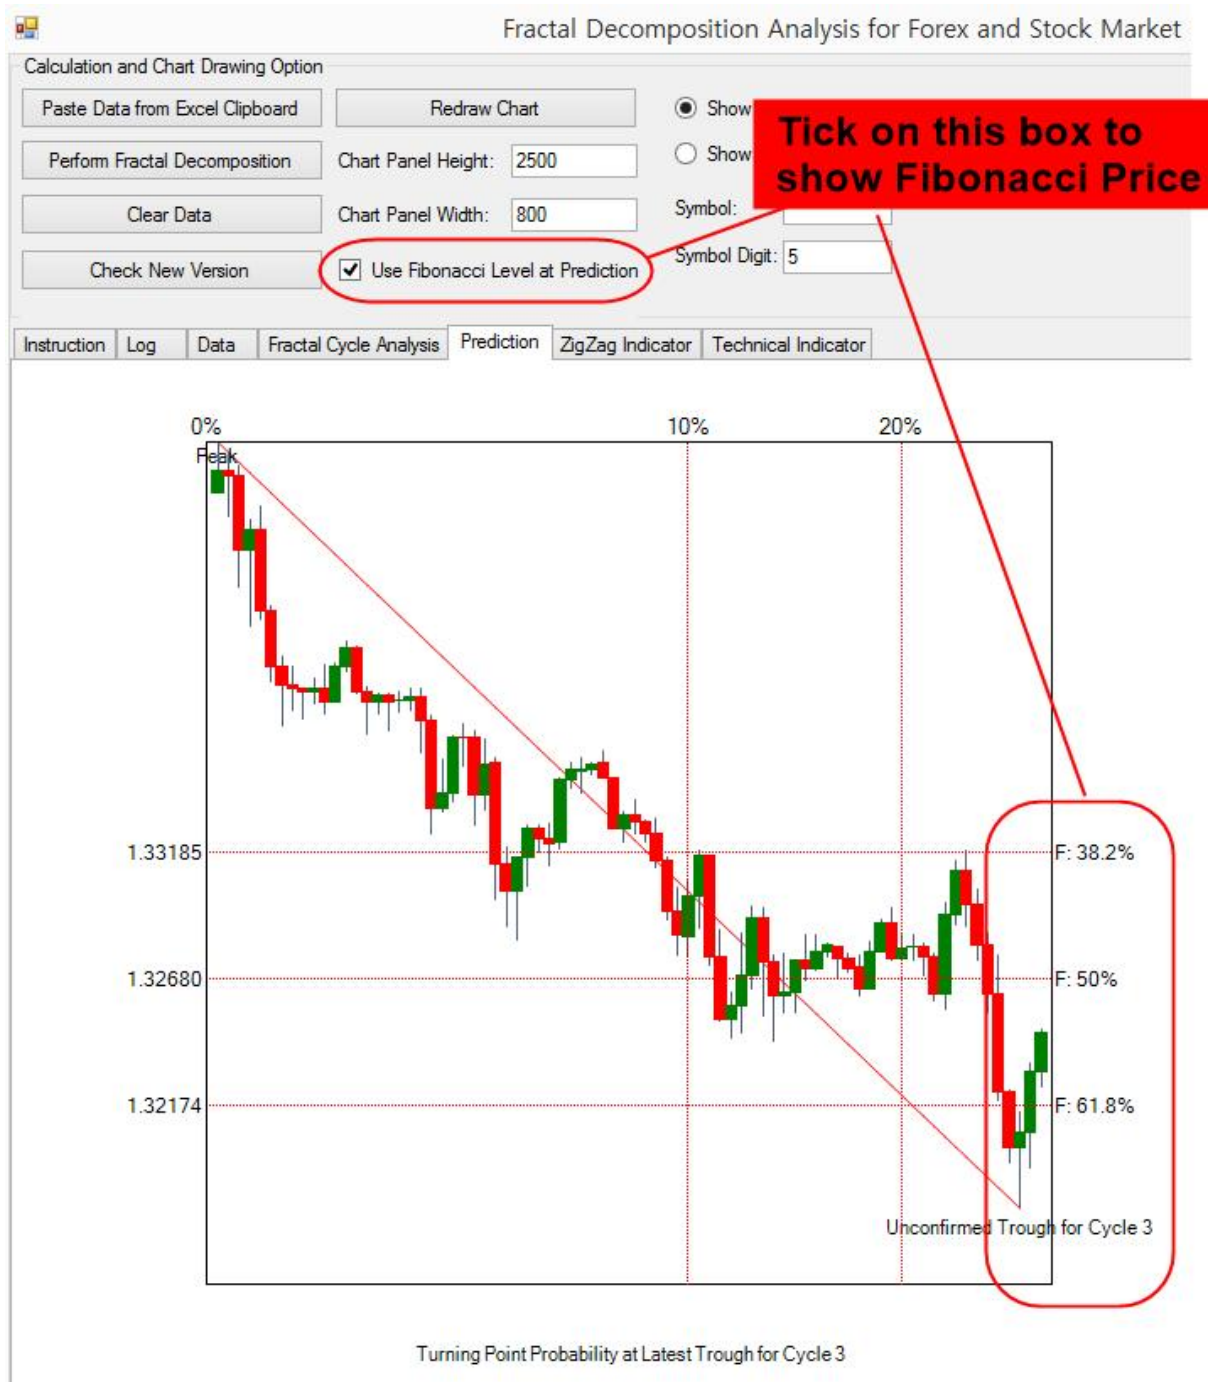 Fractal Decomposition Analysis for Forex and Stock Market
Calculation and Chart Drawing Option
Paste Data from Excel Clipboard
Redraw Chart
Show
Tick on this box to
show Fibonacci Price
Perform Fractal Decomposition
Chart Panel Height: 2500
Show
Clear Data
Chart Panel Width: 800
Symbol:
Check New Version
Use Fibonacci Level at Prediction
Symbol Digit: 5
Instruction Log Data Fractal Cycle Analysis Prediction ZigZag Indicator Technical Indicator
0% 10% 20%
Peak
1.33185 F: 38.2%
1.32680 F: 50%
1.32174 F: 61.8%
Unconfirmed Trough for Cycle 3
Turning Point Probability at Latest Trough for Cycle 3